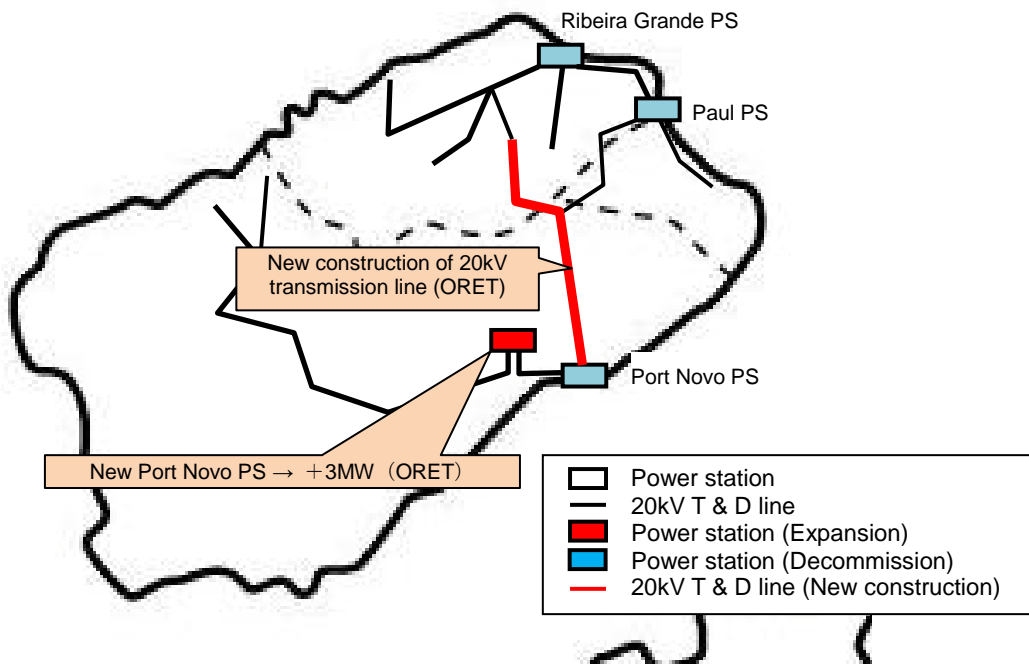 Ribeira Grande PS
Paul PS
New construction of 20kV
transmission line (ORET)
Port Novo PS
New Port Novo PS → ＋3MW（ORET）
Power station
20kV T & D line
Power station (Expansion)
Power station (Decommission)
20kV T & D line (New construction)